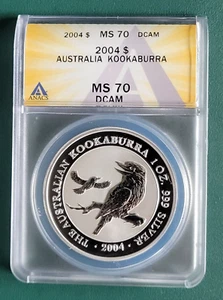 2004 $ MS 70 DCAM
2004 $
AUSTRALIA KOOKABURRA
ANACS
MS 70
DCAM
THE AUSTRALIAN KOOKABURRA 1 OZ. 999 SILVER
2004